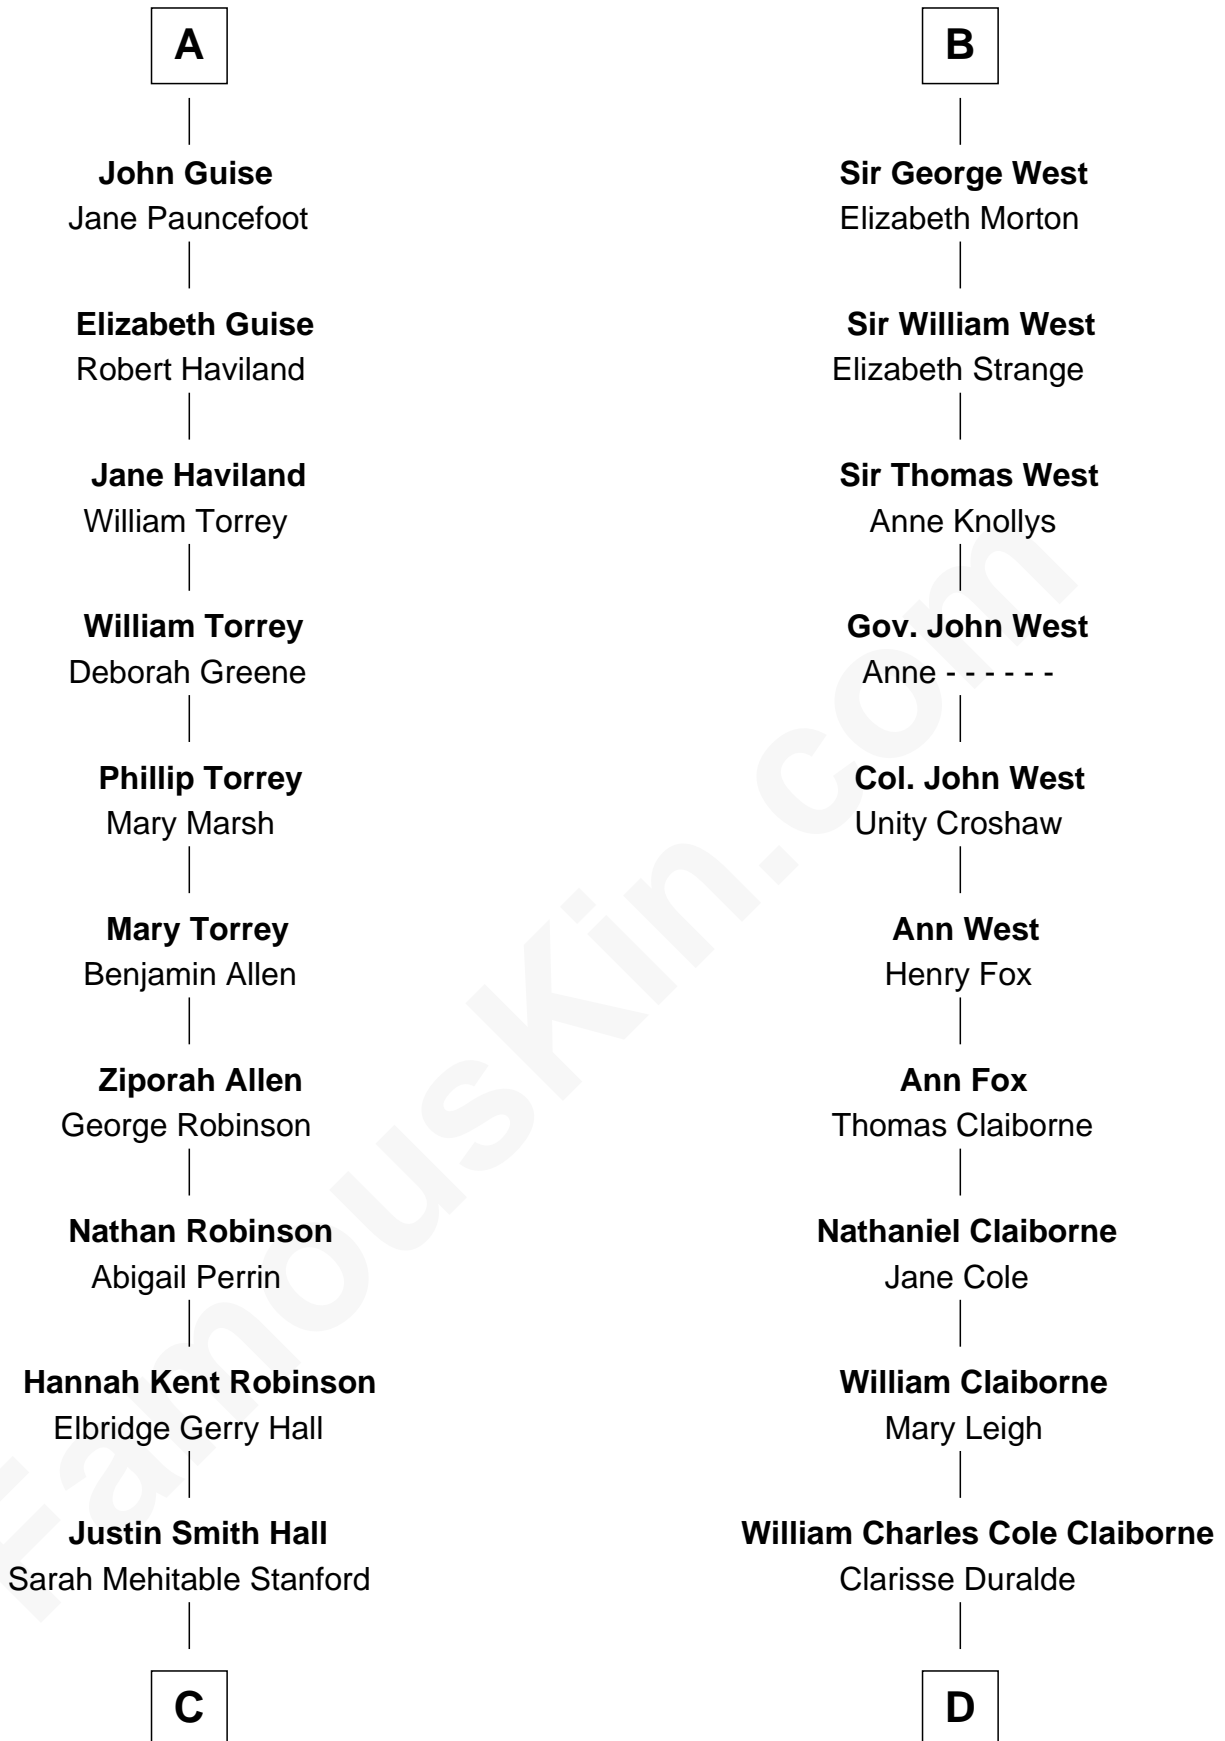 A
John Guise
Jane Pauncefoot
Elizabeth Guise
Robert Haviland
Jane Haviland
William Torrey
William Torrey
Deborah Greene
Phillip Torrey
Mary Marsh
Mary Torrey
Benjamin Allen
Ziporah Allen
George Robinson
Nathan Robinson
Abigail Perrin
Hannah Kent Robinson
Elbridge Gerry Hall
Justin Smith Hall
Sarah Mehitable Stanford
C
B
Sir George West
Elizabeth Morton
Sir William West
Elizabeth Strange
Sir Thomas West
Anne Knollys
Gov. John West
Anne - - - - - -
Col. John West
Unity Croshaw
Ann West
Henry Fox
Ann Fox
Thomas Claiborne
Nathaniel Claiborne
Jane Cole
William Claiborne
Mary Leigh
William Charles Cole Claiborne
Clarisse Duralde
D
FamousKin.com